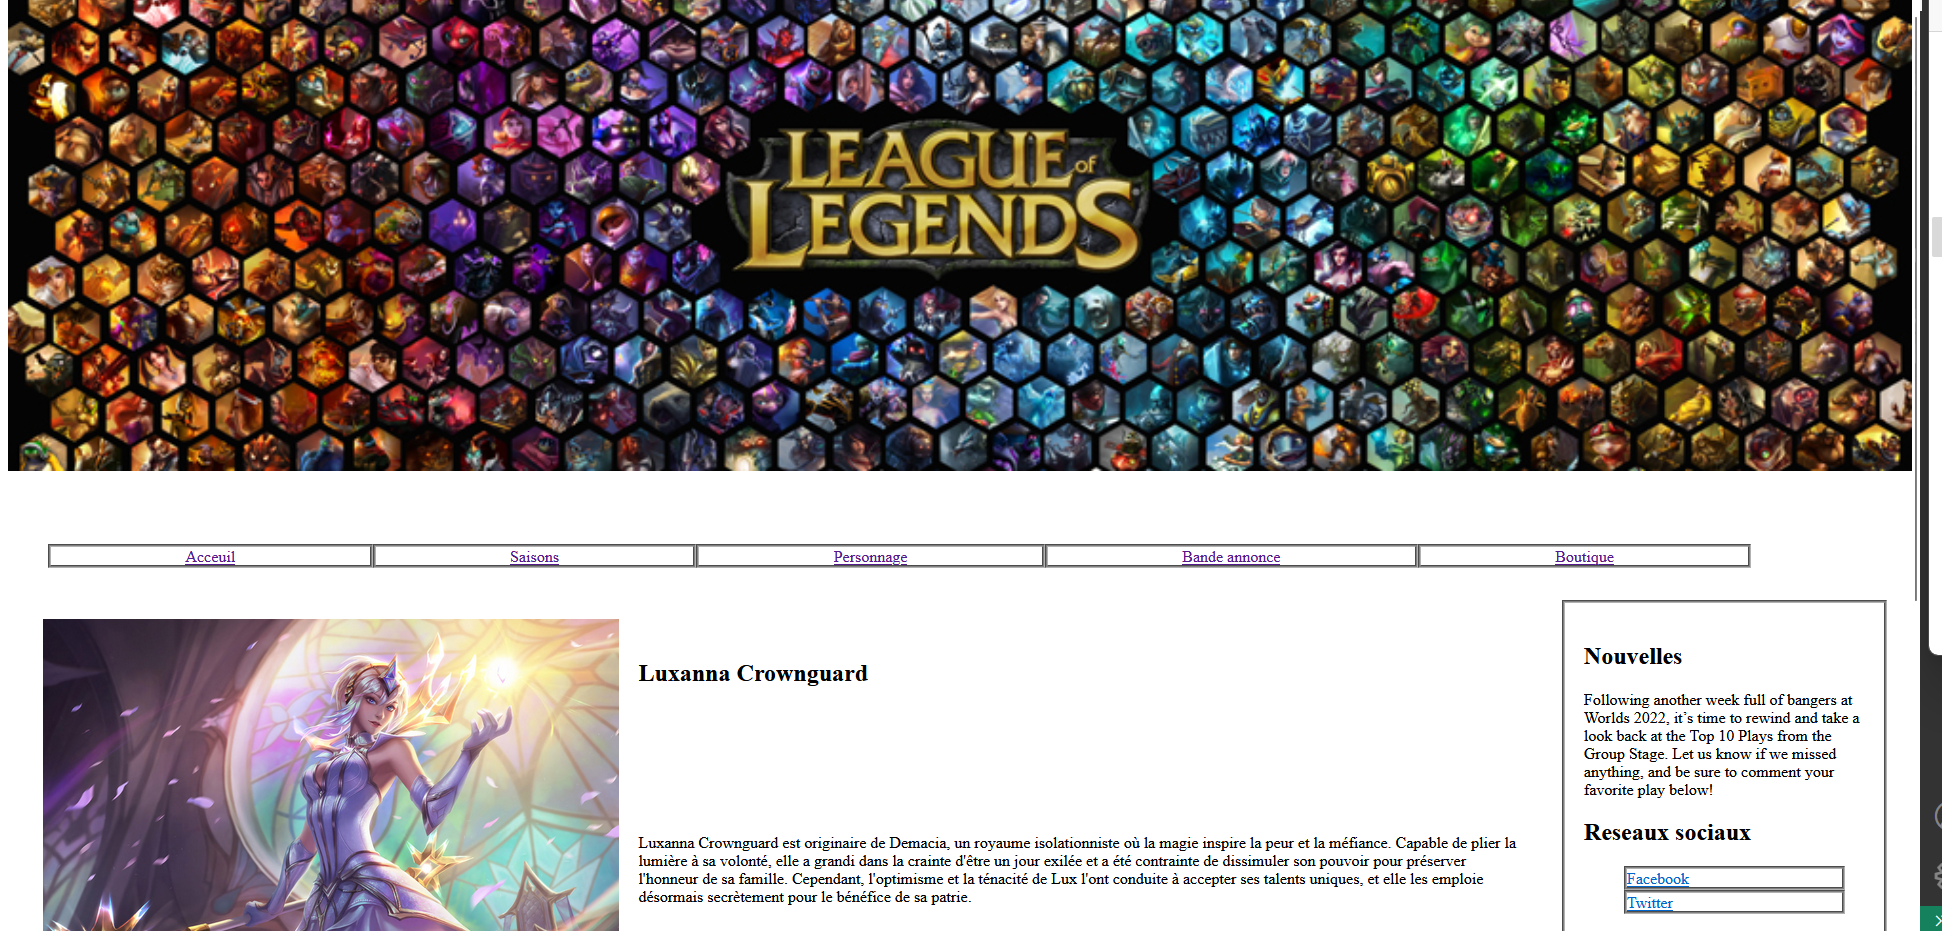 LEAGUE of
LEGENDS
Acceuil Saisons Personnage Bande annonce Boutique
Luxanna Crownguard
Luxanna Crownguard est originaire de Demacia, un royaume isolationniste où la magie inspire la peur et la méfiance. Capable de plier la
lumière à sa volonté, elle a grandi dans la crainte d'être un jour exilée et a été contrainte de dissimuler son pouvoir pour préserver
l'honneur de sa famille. Cependant, l'optimisme et la ténacité de Lux l'ont conduite à accepter ses talents uniques, et elle les emploie
désormais secrètement pour le bénéfice de sa patrie.
Nouvelles
Following another week full of bangers at
Worlds 2022, it’s time to rewind and take a
look back at the Top 10 Plays from the
Group Stage. Let us know if we missed
anything, and be sure to comment your
favorite play below!
Reseaux sociaux
Facebook
Twitter